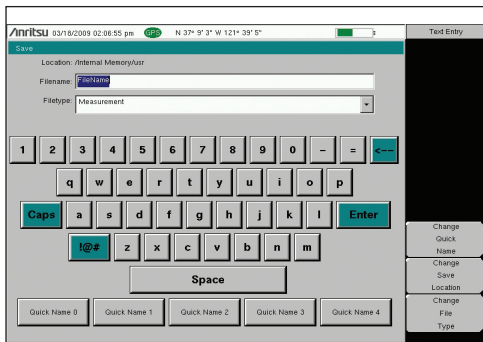 Anritsu 03/18/2009 02:06:55 pm GPS N 37° 9' 3" W 121° 39' 5"
Text Entry
Save
Location: /Internal Memory/usr
Filename: FileName
Filetype: Measurement
1 2 3 4 5 6 7 8 9 0 – = <--
q w e r t y u i o p
Caps a s d f g h j k l Enter
!@# z x c v b n m
Space
Quick Name 0 Quick Name 1 Quick Name 2 Quick Name 3 Quick Name 4
Change
Quick
Name
Change
Save
Location
Change
File
Type